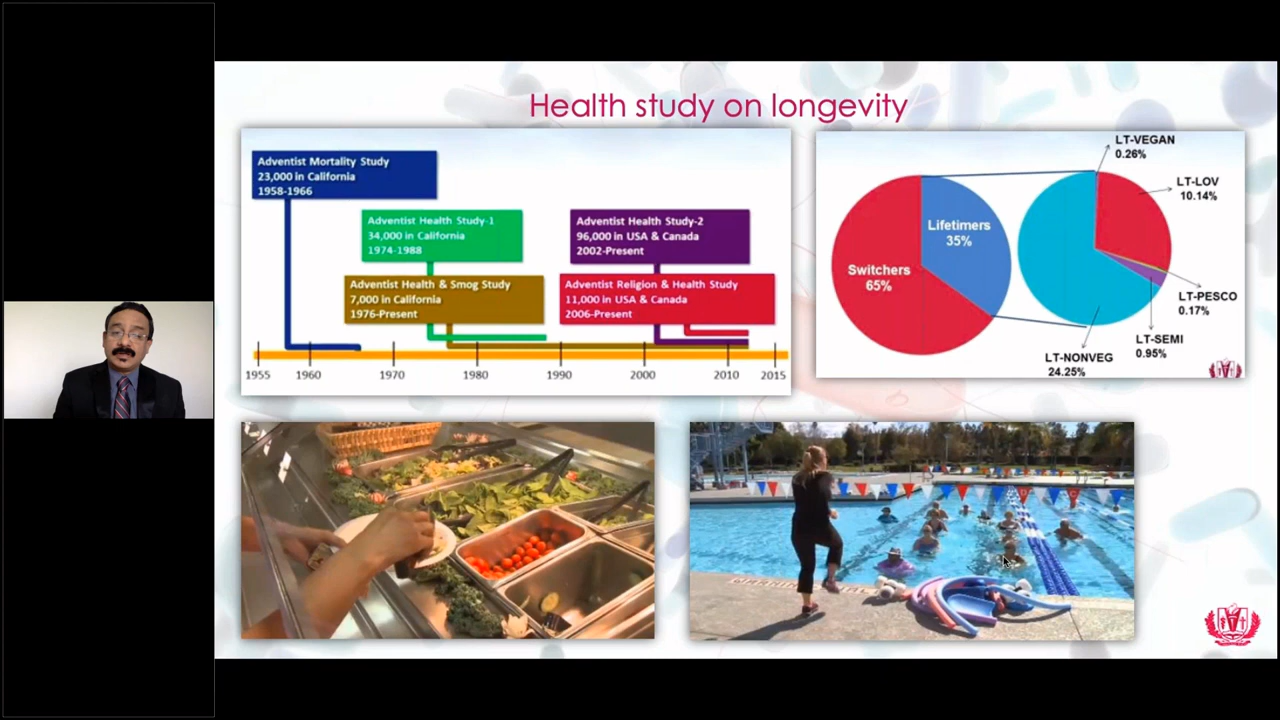 Health study on longevity
Adventist Mortality Study
23,000 in California
1958-1966
Adventist Health Study-1
34,000 in California
1974-1988
Adventist Health Study-2
96,000 in USA & Canada
2002-Present
Adventist Health & Smog Study
7,000 in California
1976-Present
Adventist Religion & Health Study
11,000 in USA & Canada
2006-Present
1955 1960 1970 1980 1990 2000 2010 2015
LT-VEGAN
0.26%
LT-LOV
10.14%
Lifetimers
35%
Switchers
65%
LT-PESCO
0.17%
LT-SEMI
0.95%
LT-NONVEG
24.25%